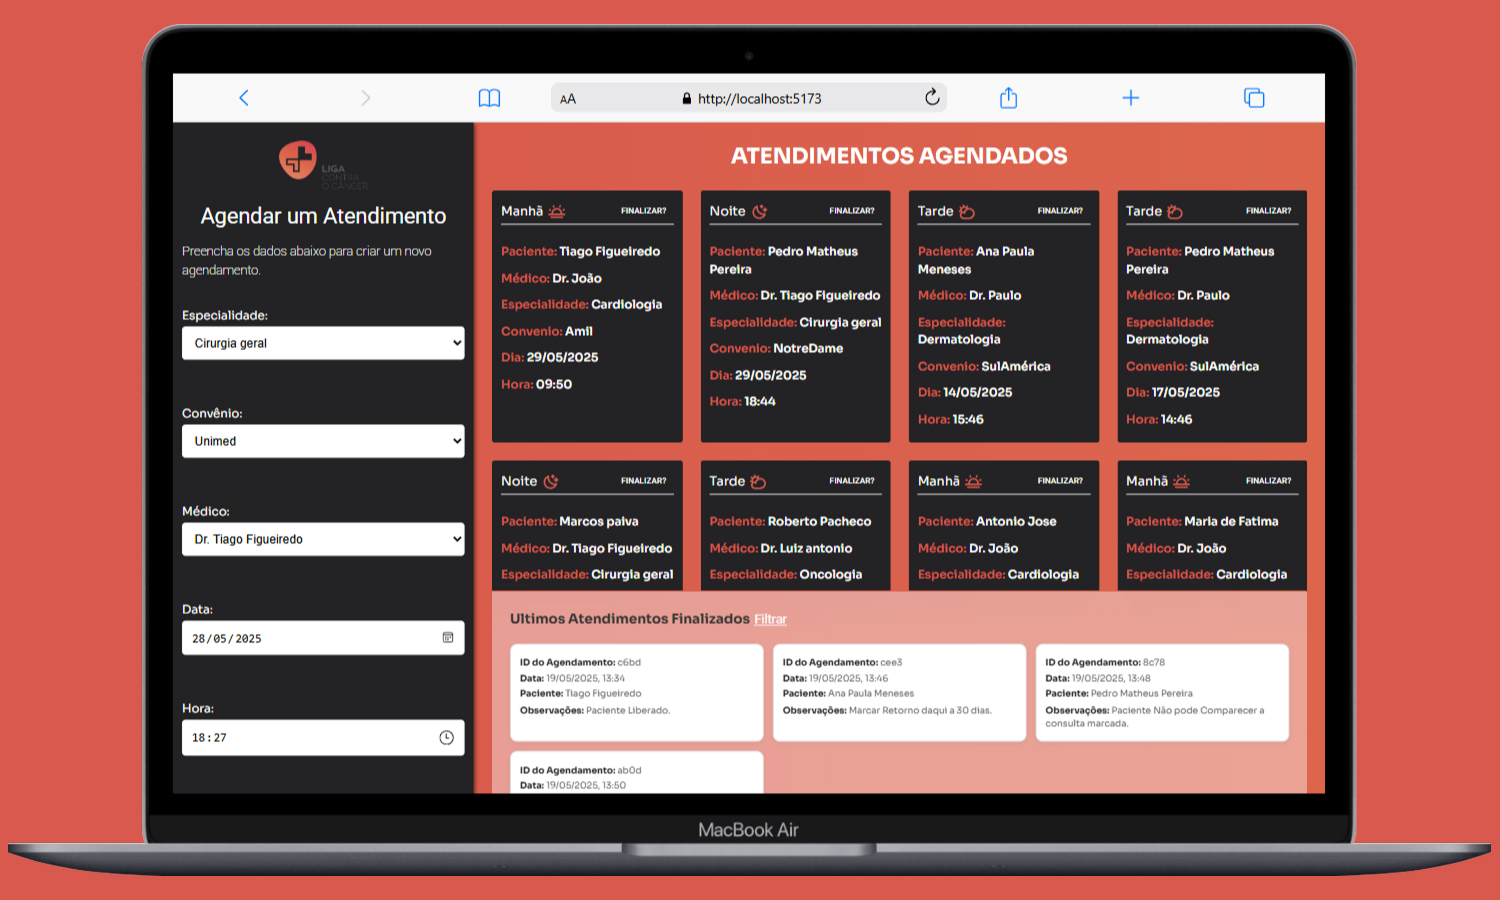 AA
http://localhost:5173
LIGA
CONTRA
O CÂNCER
Agendar um Atendimento
Preencha os dados abaixo para criar um novo
agendamento.
Especialidade:
Cirurgia geral
Convênio:
Unimed
Médico:
Dr. Tiago Figueiredo
Data:
28/05/2025
Hora:
18:27
ATENDIMENTOS AGENDADOS
Manhã FINALIZAR?
Paciente: Tiago Figueiredo
Médico: Dr. João
Especialidade: Cardiologia
Convenio: Amil
Dia: 29/05/2025
Hora: 09:50
Noite FINALIZAR?
Paciente: Pedro Matheus
Pereira
Médico: Dr. Tiago Figueiredo
Especialidade: Cirurgia geral
Convenio: NotreDame
Dia: 29/05/2025
Hora: 18:44
Tarde FINALIZAR?
Paciente: Ana Paula
Meneses
Médico: Dr. Paulo
Especialidade:
Dermatologia
Convenio: SulAmérica
Dia: 14/05/2025
Hora: 15:46
Tarde FINALIZAR?
Paciente: Pedro Matheus
Pereira
Médico: Dr. Paulo
Especialidade:
Dermatologia
Convenio: SulAmérica
Dia: 17/05/2025
Hora: 14:46
Noite FINALIZAR?
Paciente: Marcos paiva
Médico: Dr. Tiago Figueiredo
Especialidade: Cirurgia geral
Tarde FINALIZAR?
Paciente: Roberto Pacheco
Médico: Dr. Luiz antonio
Especialidade: Oncologia
Manhã FINALIZAR?
Paciente: Antonio Jose
Médico: Dr. João
Especialidade: Cardiologia
Manhã FINALIZAR?
Paciente: Maria de Fatima
Médico: Dr. João
Especialidade: Cardiologia
Ultimos Atendimentos Finalizados Filtrar
ID do Agendamento: c6bd
Data: 19/05/2025, 13:34
Paciente: Tiago Figueiredo
Observações: Paciente Liberado.
ID do Agendamento: cee3
Data: 19/05/2025, 13:46
Paciente: Ana Paula Meneses
Observações: Marcar Retorno daqui a 30 dias.
ID do Agendamento: 8c78
Data: 19/05/2025, 13:48
Paciente: Pedro Matheus Pereira
Observações: Paciente Não pode Comparecer a
consulta marcada.
ID do Agendamento: ab0d
Data: 19/05/2025, 13:50
MacBook Air